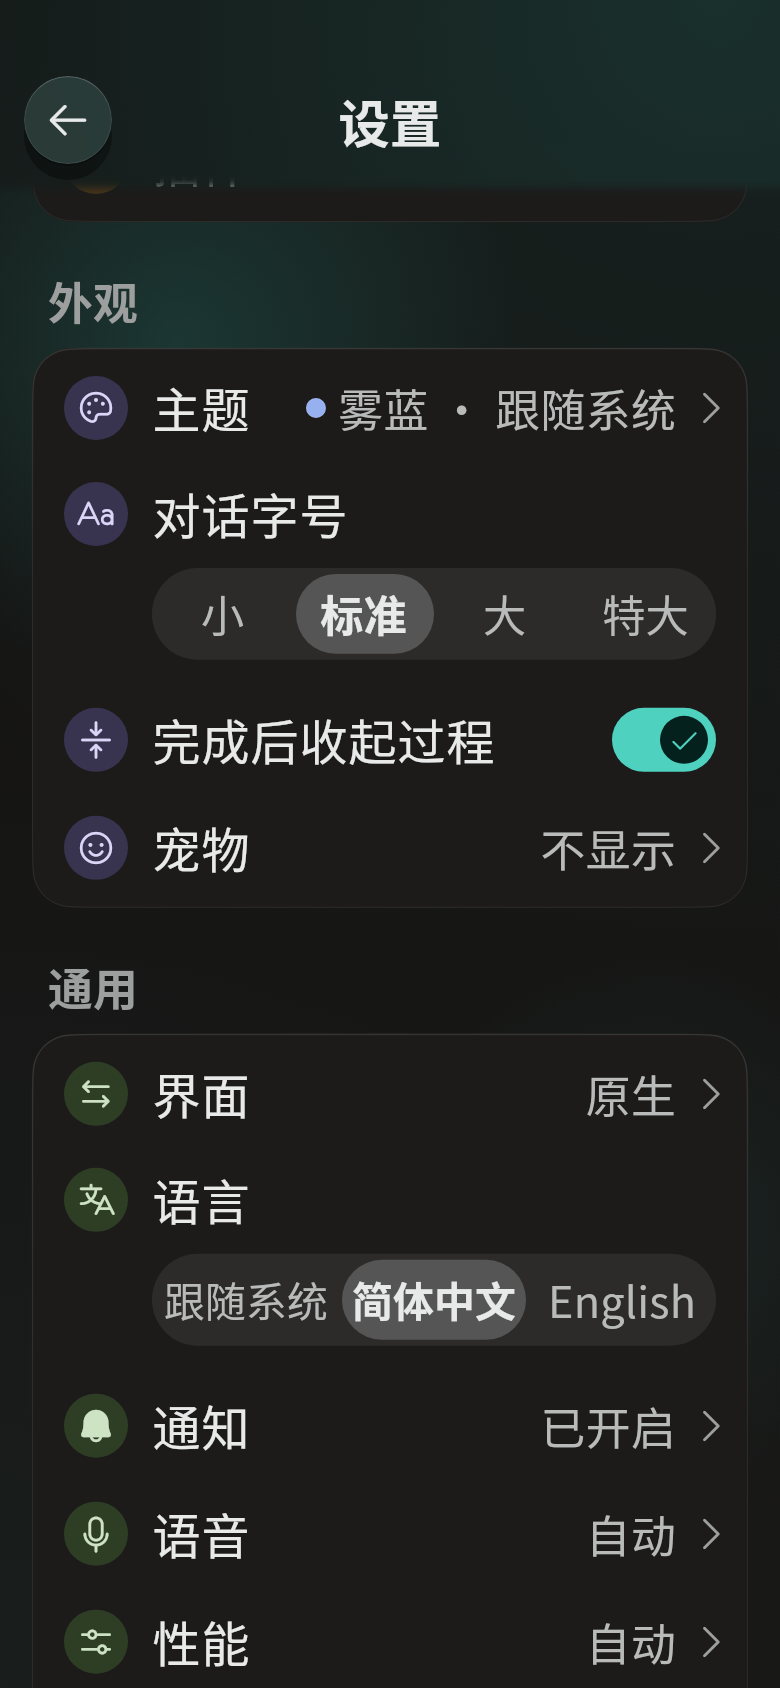 设置
外观
主题 雾蓝 · 跟随系统
Aa 对话字号
小 标准 大 特大
完成后收起过程
宠物 不显示
通用
界面 原生
文A 语言
跟随系统 简体中文 English
通知 已开启
语音 自动
性能 自动